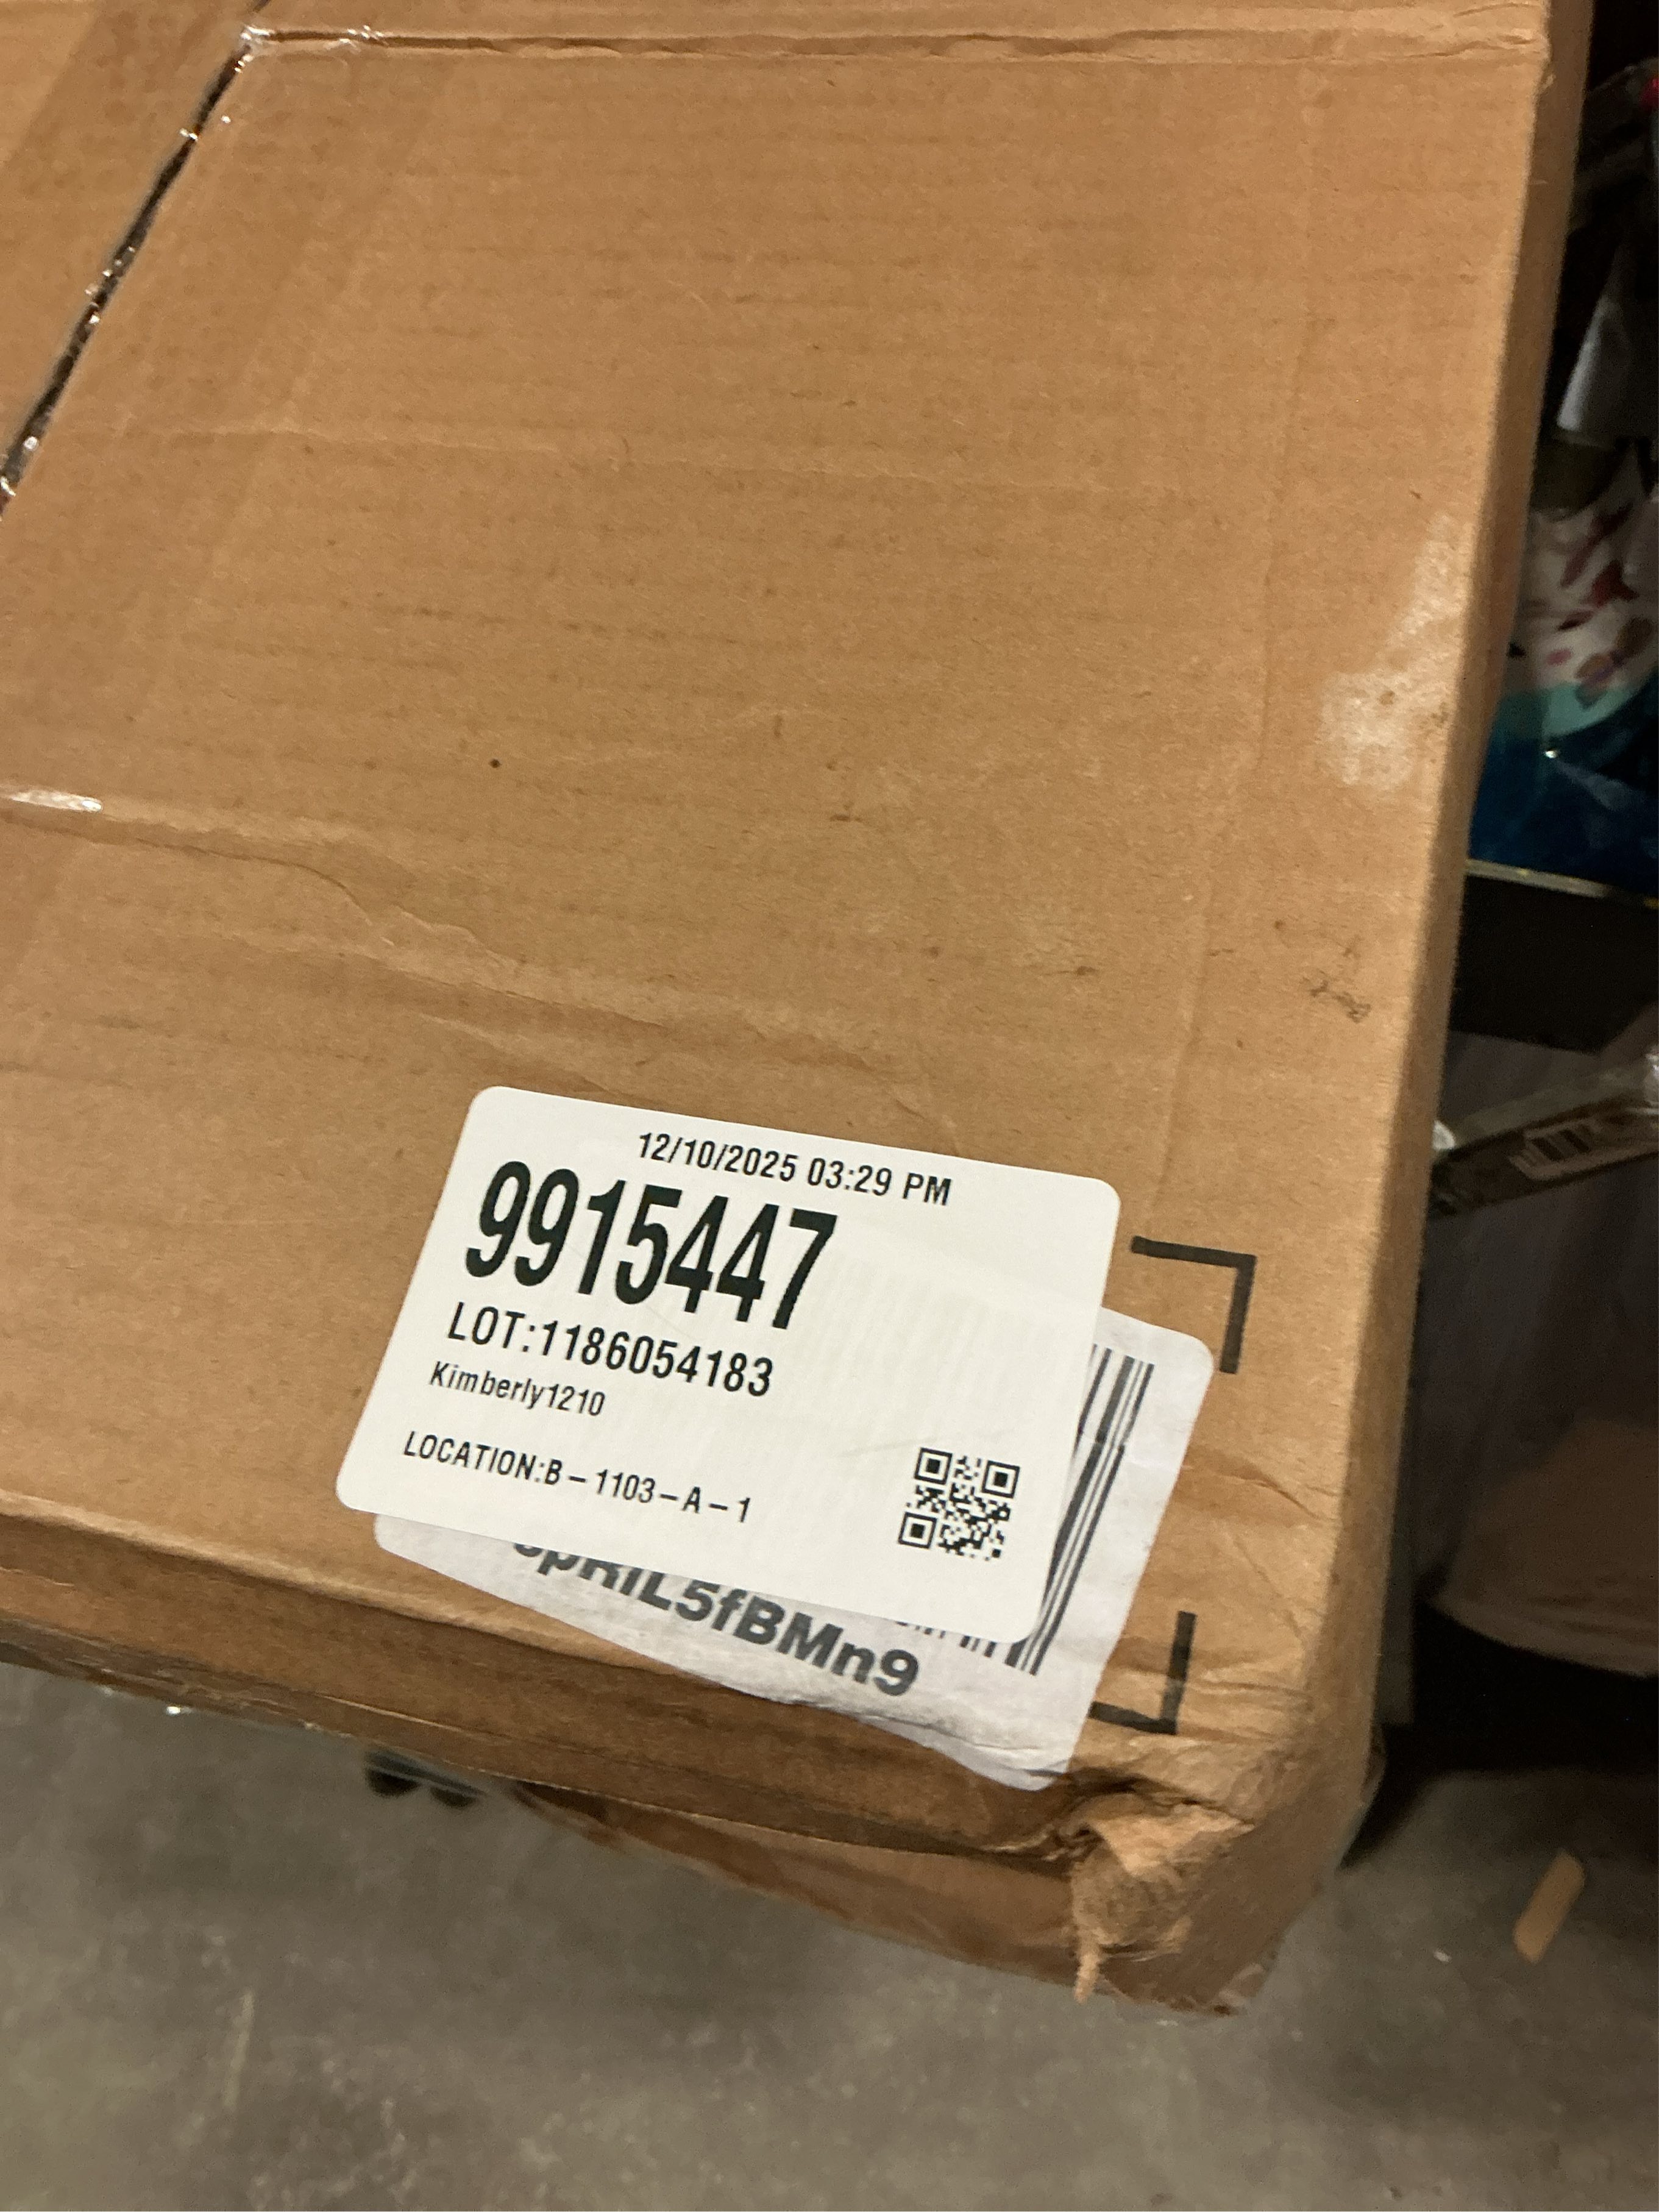 12/10/2025 03:29 PM
9915447
LOT:1186054183
Kimberly1210
LOCATION:B-1103-A-1
pRIL5fBMn9